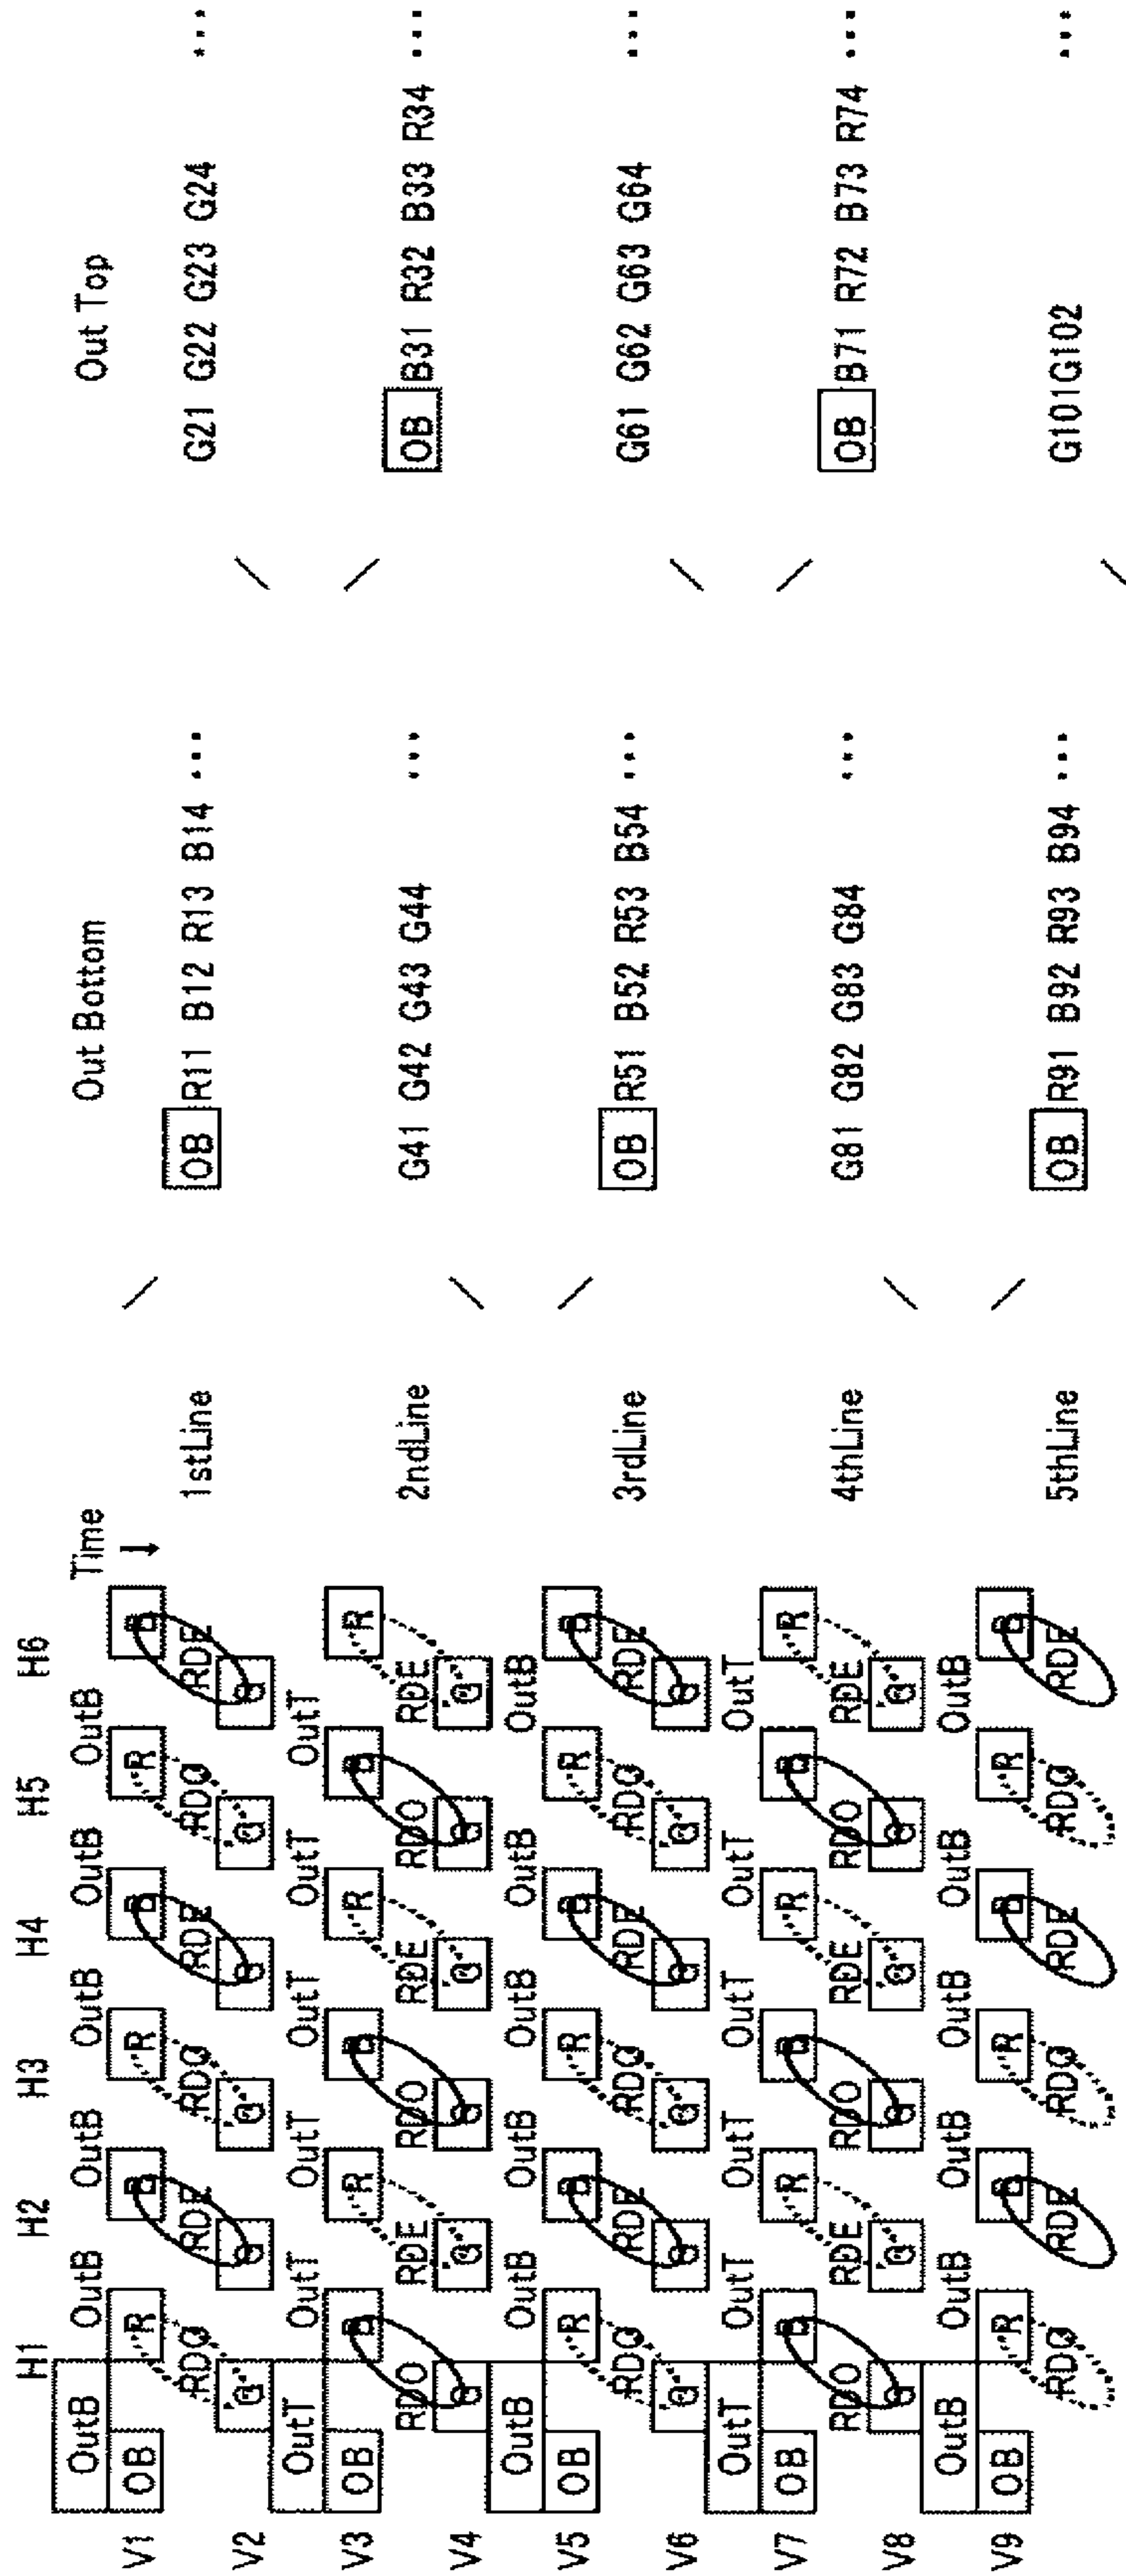 H1 H2 H3 H4 H5 H6 Time Out Bottom Out Top
OutB OutB OutB OutB OutB OutB OutB
V1 OB R B R B R B
RDO RDE RDO RDE RDO RDE 1stLine OB R11 B12 R13 B14 ... G21 G22 G23 G24 ...
V2 G G G G G G
OutT OutT OutT OutT OutT OutT OutT
V3 OB B R B R B R
RDO RDE RDO RDE RDO RDE 2ndLine G41 G42 G43 G44 ... OB B31 R32 B33 R34 ...
V4 G G G G G G
OutB OutB OutB OutB OutB OutB OutB
V5 OB R B R B R B
RDO RDE RDO RDE RDO RDE 3rdLine OB R51 B52 R53 B54 ... G61 G62 G63 G64 ...
V6 G G G G G G
OutT OutT OutT OutT OutT OutT OutT
V7 OB B R B R B R
RDO RDE RDO RDE RDO RDE 4thLine G81 G82 G83 G84 ... OB B71 R72 B73 R74 ...
V8 G G G G G G
OutB OutB OutB OutB OutB OutB OutB
V9 OB R B R B R B
RDO RDE RDO RDE RDO RDE 5thLine OB R91 B92 R93 B94 ... G101G102 ...